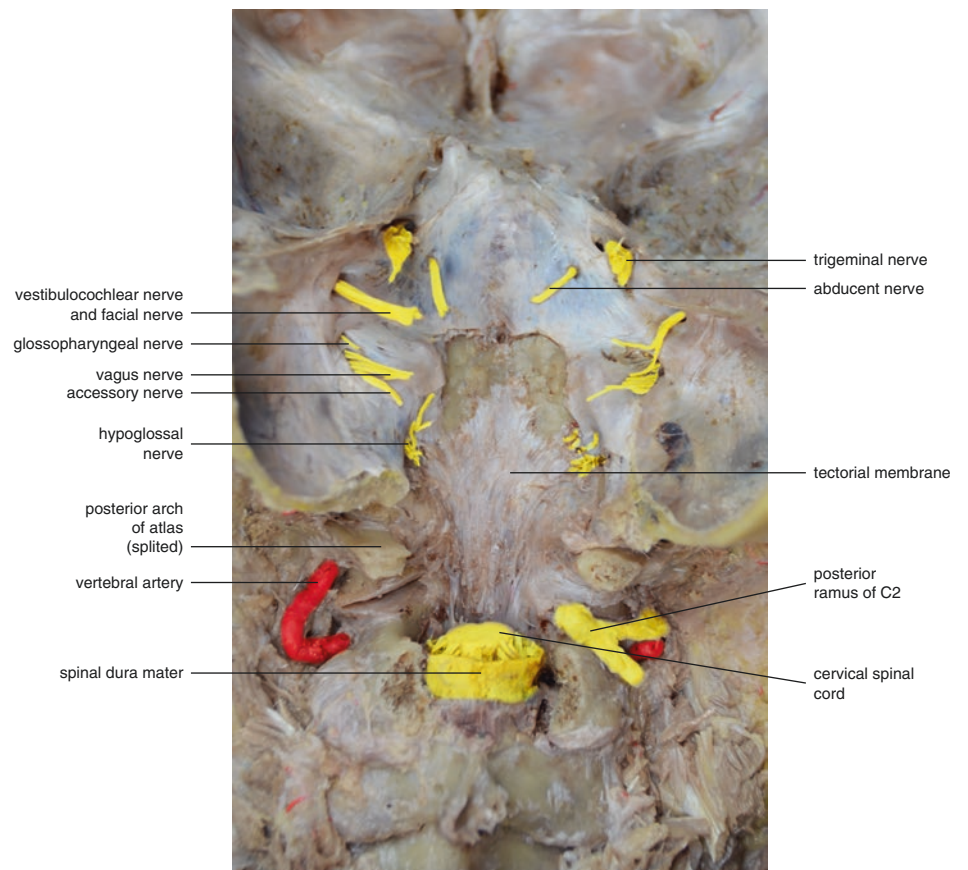 vestibulocochlear nerve
and facial nerve
glossopharyngeal nerve
vagus nerve
accessory nerve
hypoglossal
nerve
posterior arch
of atlas
(splited)
vertebral artery
spinal dura mater
trigeminal nerve
abducent nerve
tectorial membrane
posterior
ramus of C2
cervical spinal
cord